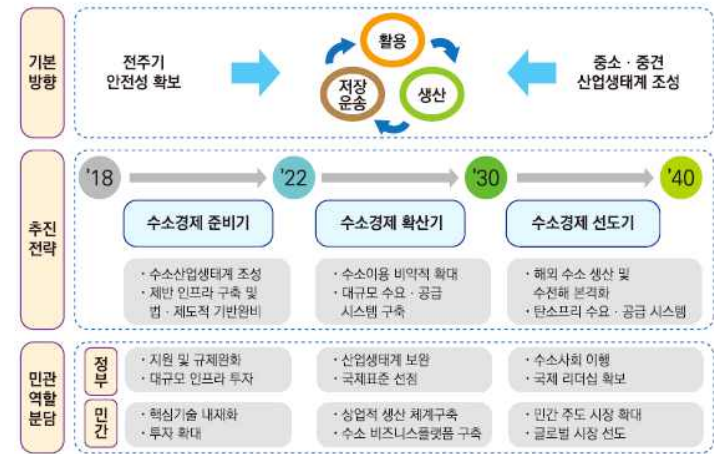 기본
방향
전주기
안전성 확보
활용
저장
운송
생산
중소 · 중견
산업생태계 조성
추진
전략
'18
'22
'30
'40
수소경제 준비기
수소경제 확산기
수소경제 선도기
· 수소산업생태계 조성
· 제반 인프라 구축 및
법 · 제도적 기반완비
· 수소이용 비약적 확대
· 대규모 수요 · 공급
시스템 구축
· 해외 수소 생산 및
수전해 본격화
· 탄소프리 수요 · 공급 시스템
민관
역할
분담
정부
· 지원 및 규제완화
· 대규모 인프라 투자
· 산업생태계 보완
· 국제표준 선점
· 수소사회 이행
· 국제 리더십 확보
민간
· 핵심기술 내재화
· 투자 확대
· 상업적 생산 체계구축
· 수소 비즈니스플랫폼 구축
· 민간 주도 시장 확대
· 글로벌 시장 선도